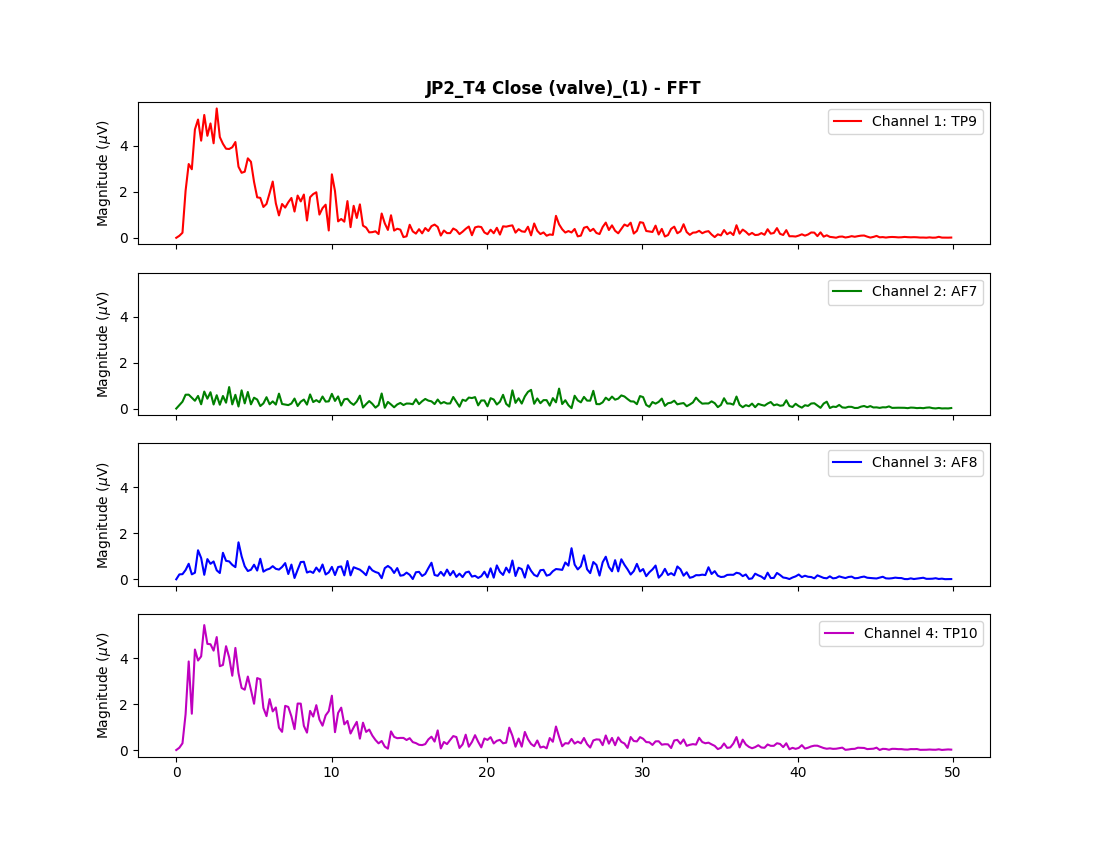 JP2_T4 Close (valve)_(1) - FFT
Magnitude (μV)
4
2
0
Channel 1: TP9
Magnitude (μV)
4
2
0
Channel 2: AF7
Magnitude (μV)
4
2
0
Channel 3: AF8
Magnitude (μV)
4
2
0
Channel 4: TP10
0 10 20 30 40 50